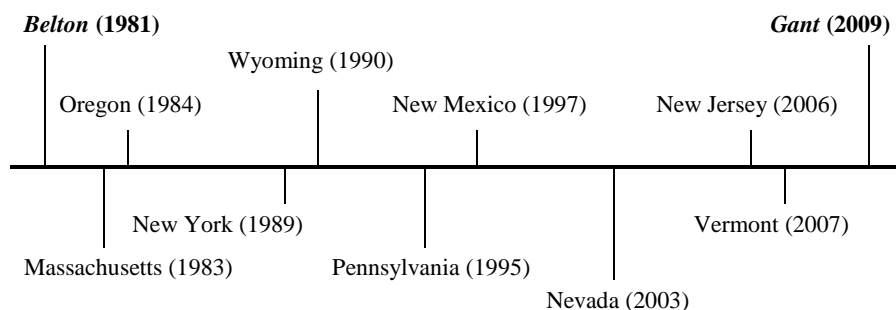 Belton (1981)
Gant (2009)
Wyoming (1990)
Oregon (1984)
New Mexico (1997)
New Jersey (2006)
New York (1989)
Vermont (2007)
Massachusetts (1983)
Pennsylvania (1995)
Nevada (2003)